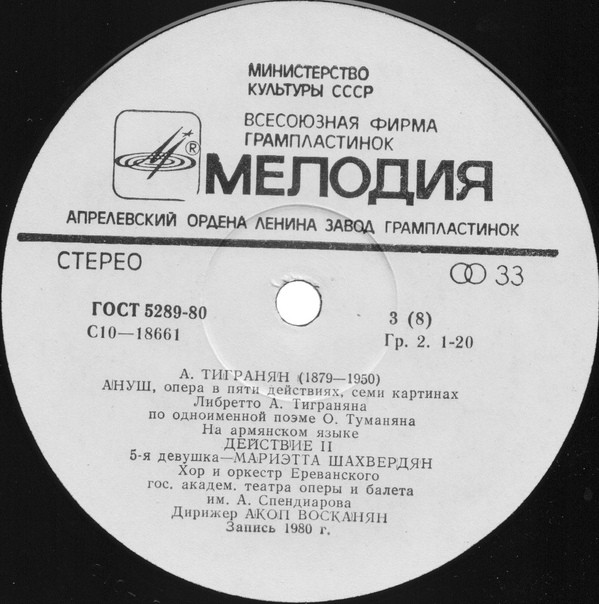 МИНИСТЕРСТВО
КУЛЬТУРЫ СССР
ВСЕСОЮЗНАЯ ФИРМА
ГРАМПЛАСТИНОК
®
МЕЛОДИЯ
АПРЕЛЕВСКИЙ ОРДЕНА ЛЕНИНА ЗАВОД ГРАМПЛАСТИНОК
СТЕРЕО
33
ГОСТ 5289-80
С10—18661
3 (8)
Гр. 2. 1-20
А. ТИГРАНЯН (1879—1950)
АНУШ, опера в пяти действиях, семи картинах
Либретто А. Тиграняна
по одноименной поэме О. Туманяна
На армянском языке
ДЕЙСТВИЕ II
5-я девушка—МАРИЭТТА ШАХВЕРДЯН
Хор и оркестр Ереванского
гос. академ. театра оперы и балета
им. А. Спендиарова
Дирижер АКОП ВОСКАНЯН
Запись 1980 г.